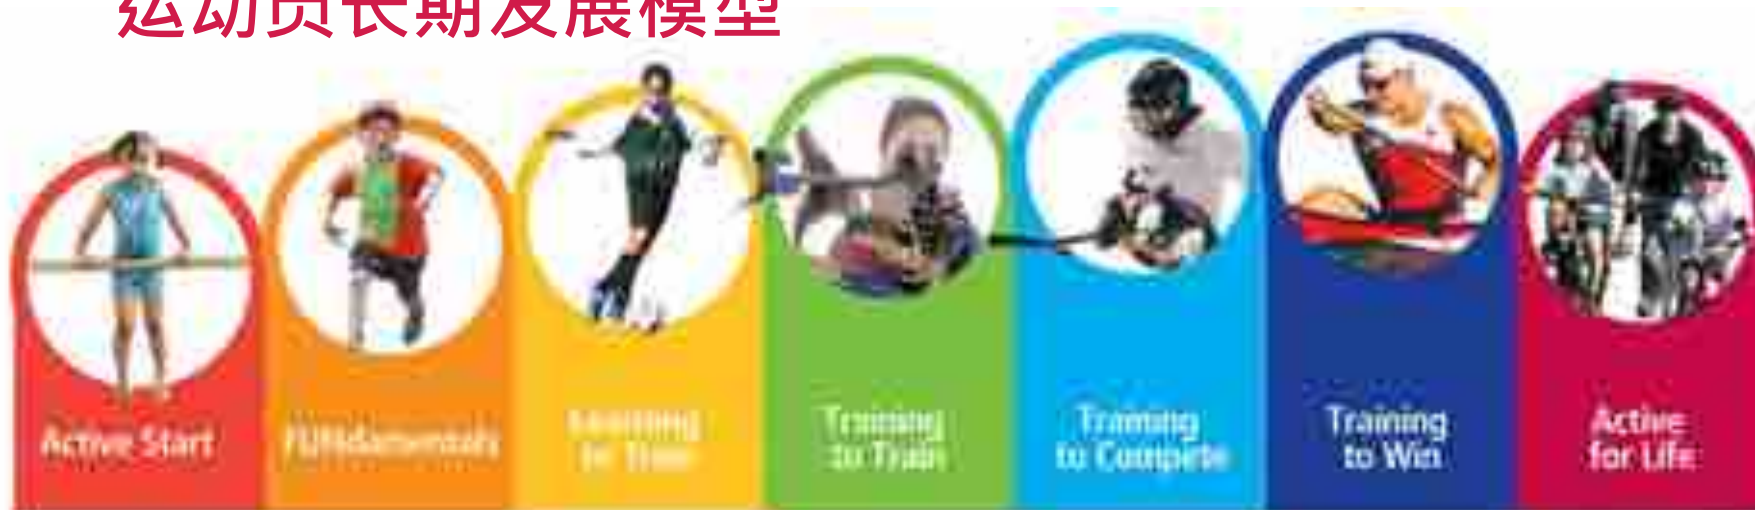 运动员长期发展模型
Active Start
FUNdamentals
Learning
to Train
Training
to Train
Training
to Compete
Training
to Win
Active
for Life